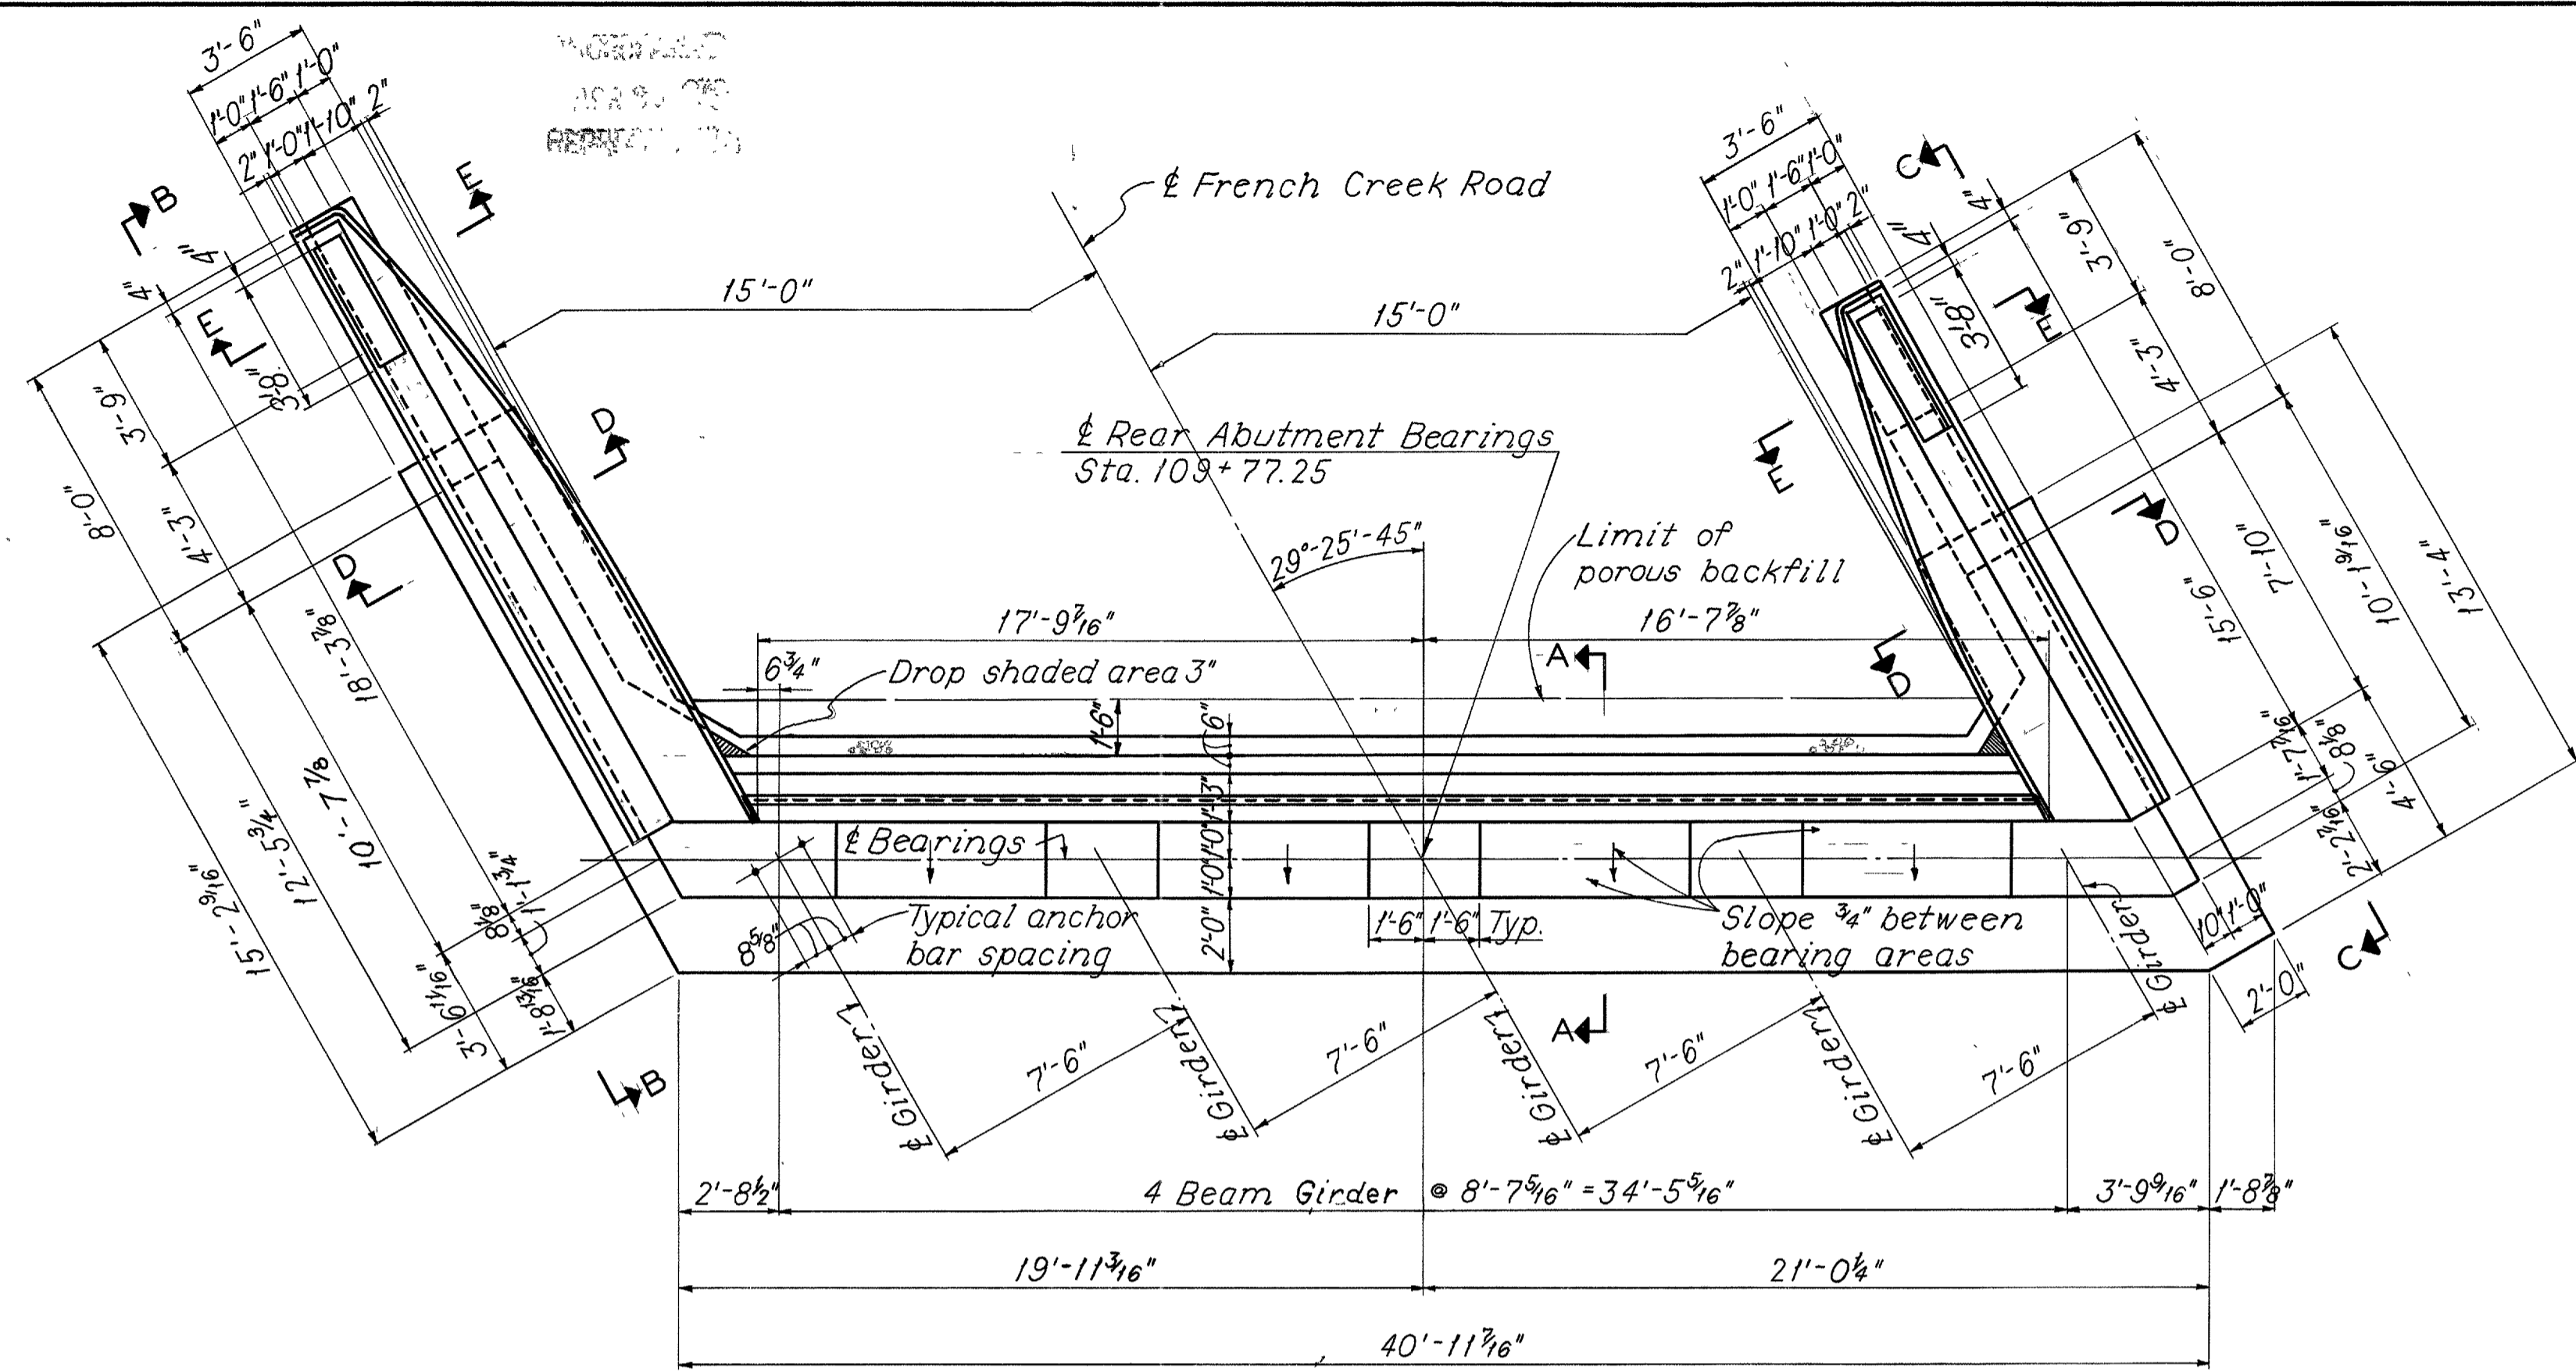 3'-6"
1'-0" 1'-6" 1'-0"
2" 1'-0" 1'-10" 2"
B
E
4"
4"
E
3'-8"
3'-9"
8'-0"
4'-3"
D
D
15'-0"
℄ French Creek Road
15'-0"
3'-6"
1'-0" 1'-6" 1'-0"
2" 1'-10" 1'-0" 2"
C
4"
4"
3'-9"
8'-0"
3'-8"
E
4'-3"
E
D
℄ Rear Abutment Bearings
Sta. 109+77.25
29°-25'-45"
Limit of
porous backfill
17'-9 7/16"
16'-7 7/8"
6 3/4"
Drop shaded area 3"
A
D
7'-10"
15'-6"
10'-1 9/16"
13'-4"
1'-7 7/16"
8 1/8"
4'-6"
2'-2 7/16"
18'-3 7/8"
10'-7 7/8"
12'-5 3/4"
15'-2 9/16"
8 1/8"
1'-1 3/4"
3'-6 11/16"
1'-8 13/16"
B
1'-6"
6"
1'-3"
1'-0"
1'-0"
2'-0"
℄ Bearings
8 5/8"
Typical anchor
bar spacing
1'-6" 1'-6" Typ.
Slope 3/4" between
bearing areas
A
10" 1'-0"
2'-0"
C
℄ Girder
℄ Girder
℄ Girder
℄ Girder
℄ Girder
7'-6"
7'-6"
7'-6"
7'-6"
2'-8 1/2"
4 Beam Girder @ 8'-7 5/16" = 34'-5 5/16"
3'-9 9/16"
1'-8 7/8"
19'-11 3/16"
21'-0 1/4"
40'-11 7/16"